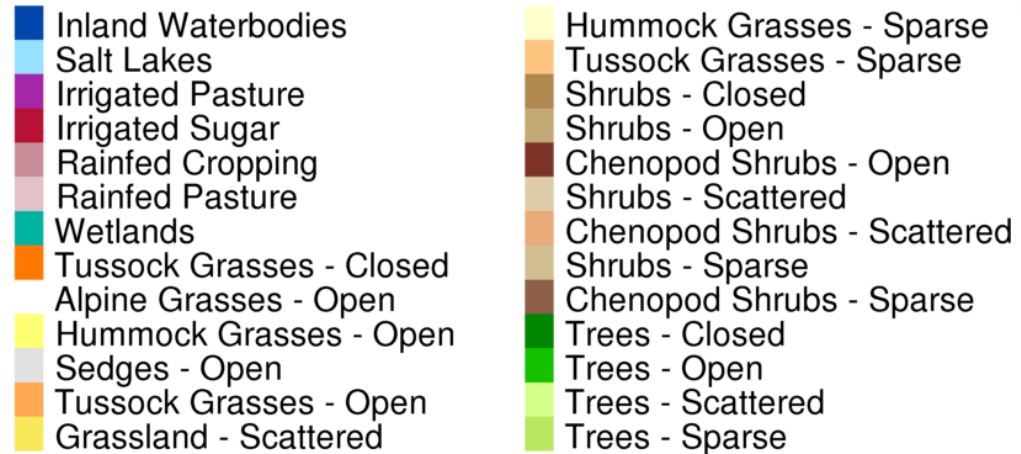 Inland Waterbodies
Salt Lakes
Irrigated Pasture
Irrigated Sugar
Rainfed Cropping
Rainfed Pasture
Wetlands
Tussock Grasses - Closed
Alpine Grasses - Open
Hummock Grasses - Open
Sedges - Open
Tussock Grasses - Open
Grassland - Scattered
Hummock Grasses - Sparse
Tussock Grasses - Sparse
Shrubs - Closed
Shrubs - Open
Chenopod Shrubs - Open
Shrubs - Scattered
Chenopod Shrubs - Scattered
Shrubs - Sparse
Chenopod Shrubs - Sparse
Trees - Closed
Trees - Open
Trees - Scattered
Trees - Sparse